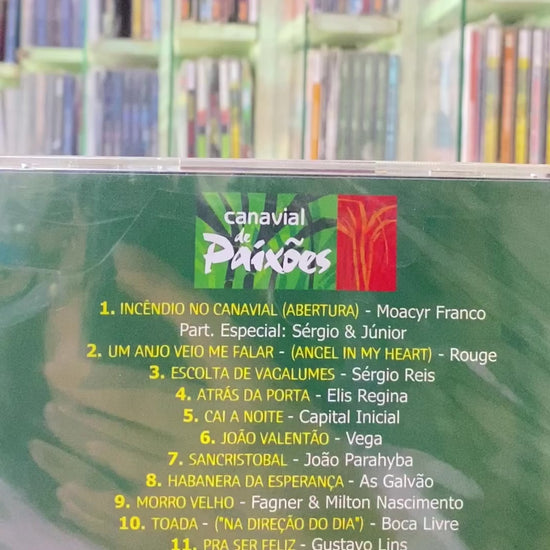 canavial
de
Paixões
1. INCÊNDIO NO CANAVIAL (ABERTURA) - Moacyr Franco
Part. Especial: Sérgio & Júnior
2. UM ANJO VEIO ME FALAR - (ANGEL IN MY HEART) - Rouge
3. ESCOLTA DE VAGALUMES - Sérgio Reis
4. ATRÁS DA PORTA - Elis Regina
5. CAI A NOITE - Capital Inicial
6. JOÃO VALENTÃO - Vega
7. SANCRISTOBAL - João Parahyba
8. HABANERA DA ESPERANÇA - As Galvão
9. MORRO VELHO - Fagner & Milton Nascimento
10. TOADA - ("NA DIREÇÃO DO DIA") - Boca Livre
11. PRA SER FELIZ - Gustavo Lins